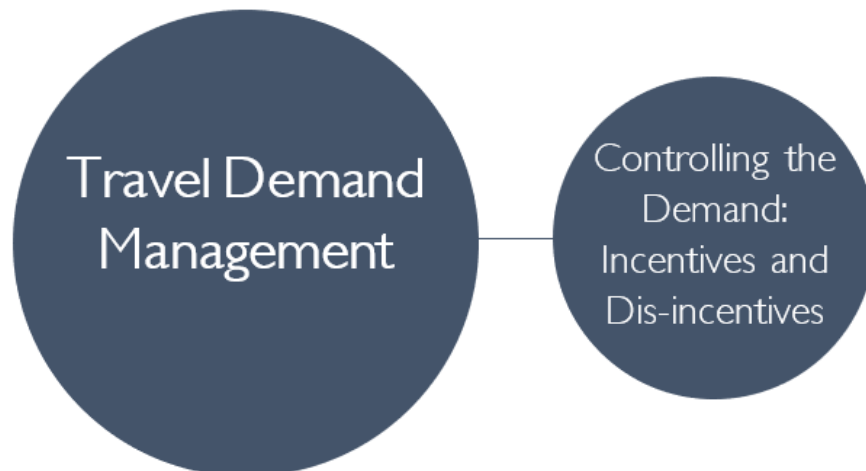 Travel Demand
Management
Controlling the
Demand:
Incentives and
Dis-incentives